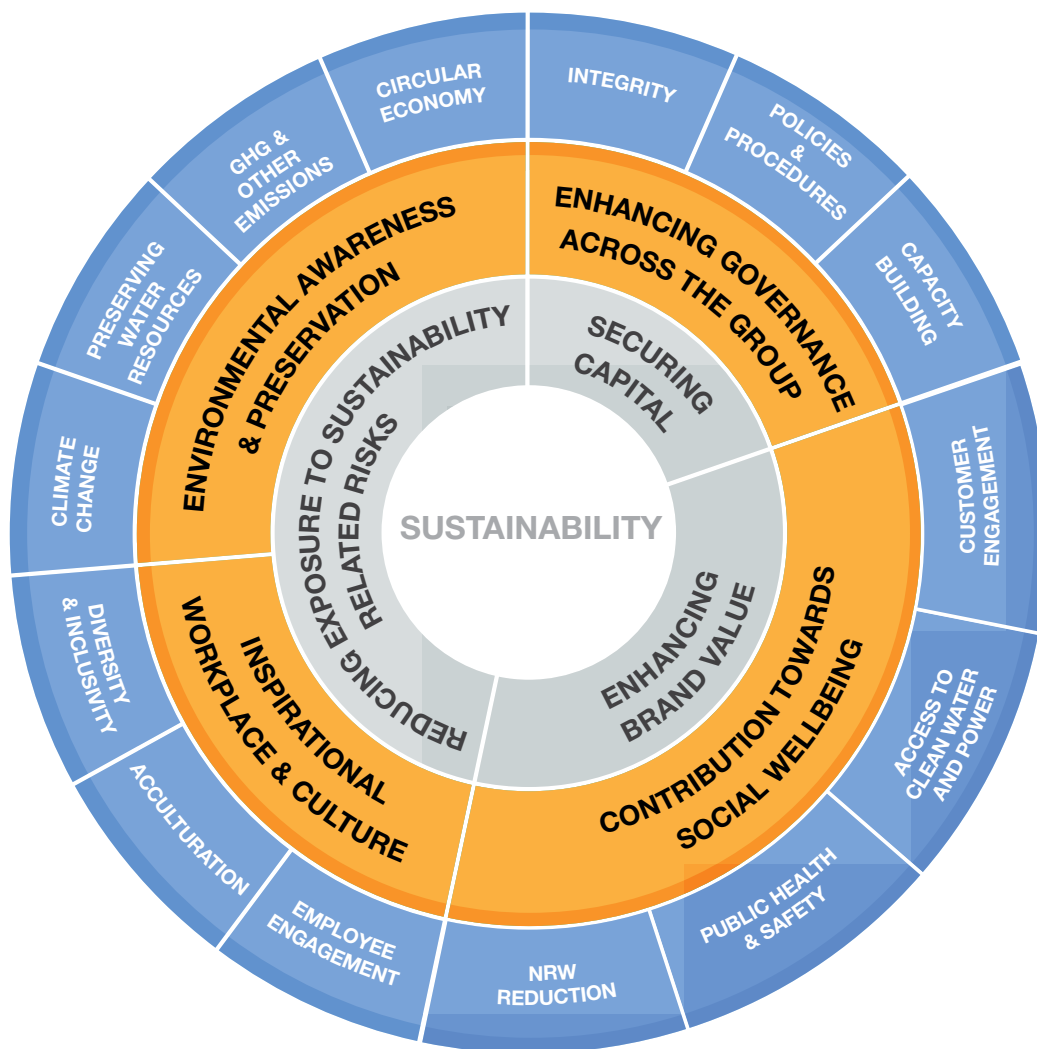 SUSTAINABILITY
SECURING
CAPITAL
ENHANCING
BRAND VALUE
REDUCING EXPOSURE TO SUSTAINABILITY
RELATED RISKS
ENHANCING GOVERNANCE
ACROSS THE GROUP
CONTRIBUTION TOWARDS
SOCIAL WELLBEING
INSPIRATIONAL
WORKPLACE & CULTURE
ENVIRONMENTAL AWARENESS
& PRESERVATION
INTEGRITY
POLICIES
&
PROCEDURES
CAPACITY
BUILDING
CUSTOMER
ENGAGEMENT
ACCESS TO
CLEAN WATER
AND POWER
PUBLIC HEALTH
& SAFETY
NRW
REDUCTION
EMPLOYEE
ENGAGEMENT
ACCULTURATION
DIVERSITY
& INCLUSIVITY
CLIMATE
CHANGE
PRESERVING
WATER
RESOURCES
GHG &
OTHER
EMISSIONS
CIRCULAR
ECONOMY